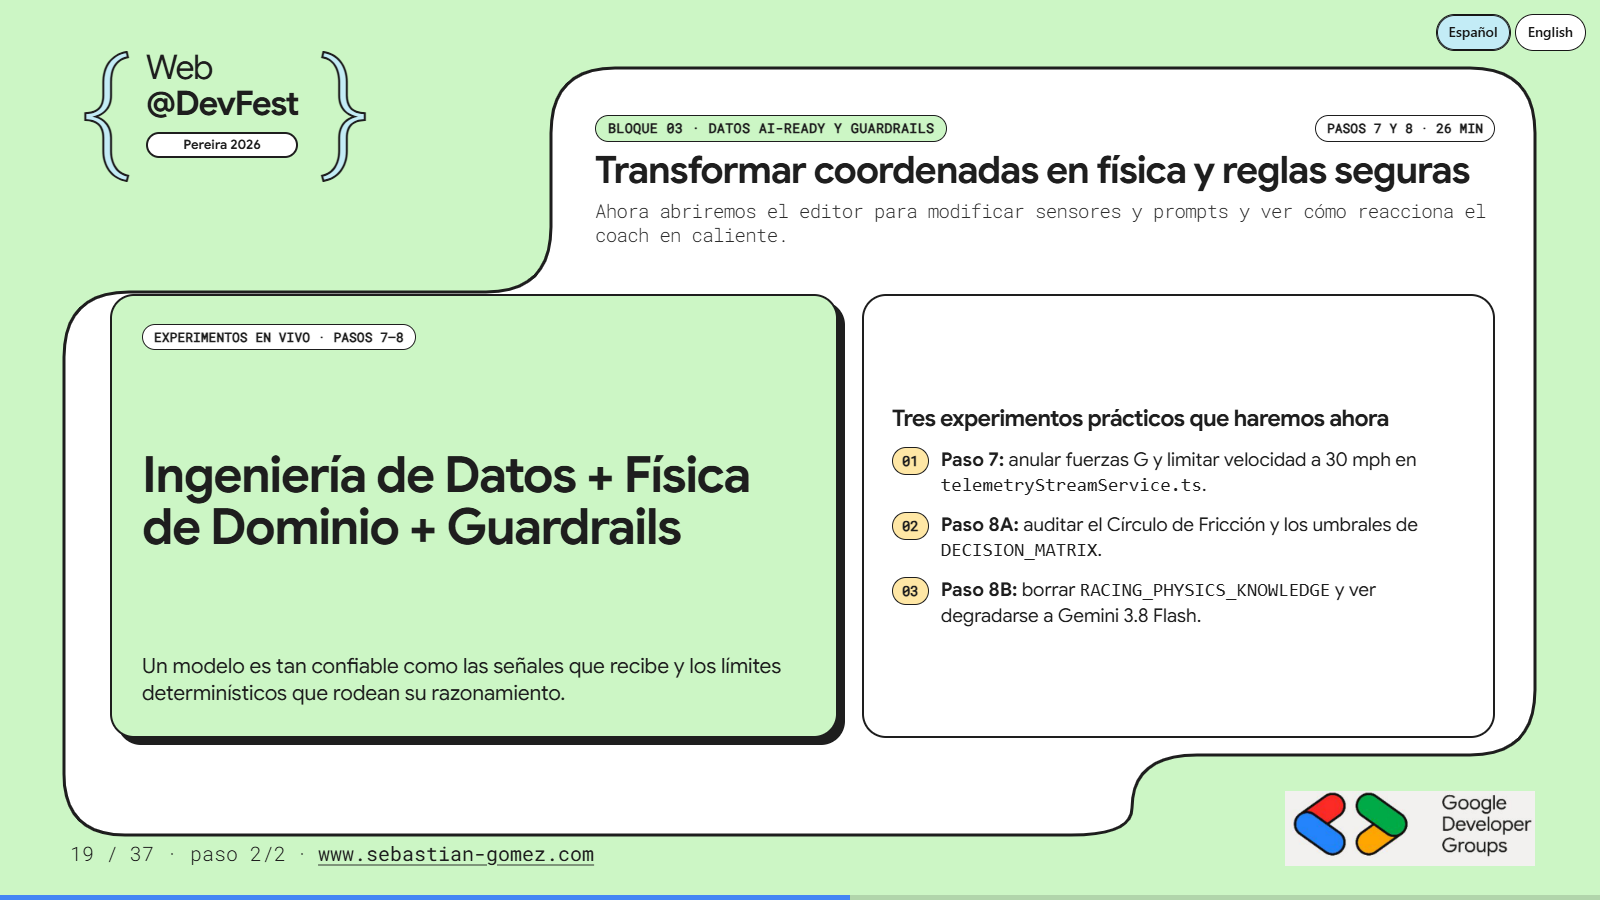 Español
English
Web
@DevFest
Pereira 2026
BLOQUE 03 · DATOS AI-READY Y GUARDRAILS
PASOS 7 Y 8 · 26 MIN
Transformar coordenadas en física y reglas seguras
Ahora abriremos el editor para modificar sensores y prompts y ver cómo reacciona el
coach en caliente.
EXPERIMENTOS EN VIVO · PASOS 7–8
Ingeniería de Datos + Física
de Dominio + Guardrails
Un modelo es tan confiable como las señales que recibe y los límites
determinísticos que rodean su razonamiento.
Tres experimentos prácticos que haremos ahora
01 Paso 7: anular fuerzas G y limitar velocidad a 30 mph en
telemetryStreamService.ts.
02 Paso 8A: auditar el Círculo de Fricción y los umbrales de
DECISION_MATRIX.
03 Paso 8B: borrar RACING_PHYSICS_KNOWLEDGE y ver
degradarse a Gemini 3.8 Flash.
19 / 37 · paso 2/2 · www.sebastian-gomez.com
Google
Developer
Groups